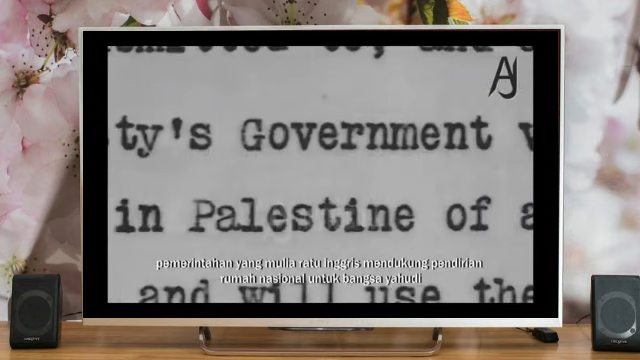 AJ
ty's Government
in Palestine of a
pemerintahan yang mulia ratu inggris mendukung pendirian
rumah nasional untuk bangsa yahudi
and will use the